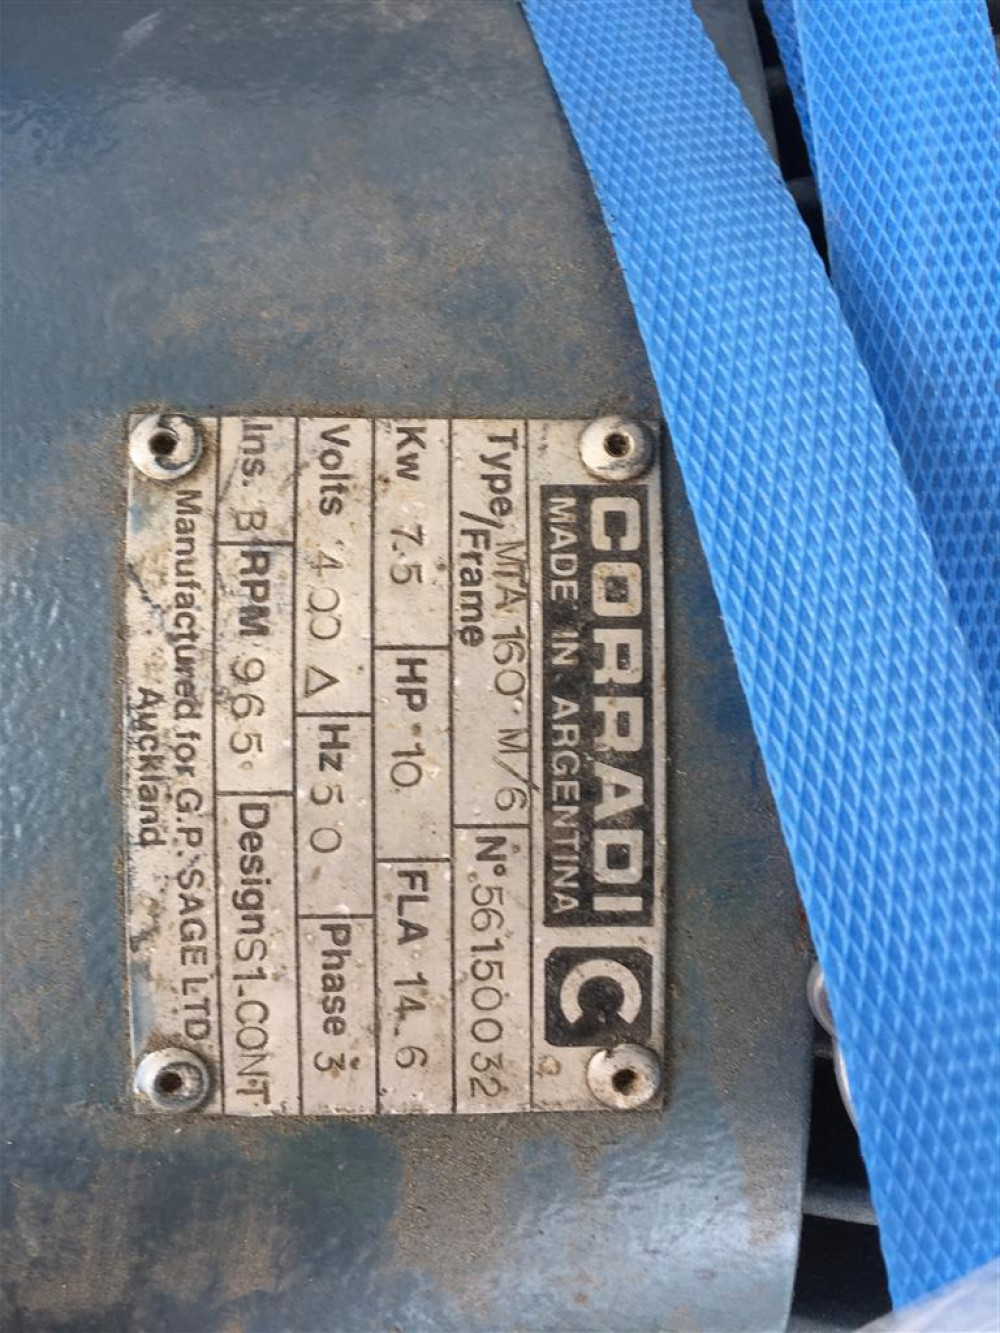 CORRADI C
MADE IN ARGENTINA
Type/Frame MTA 160 M/6 N° 56150032
Kw 7.5 HP 10 FLA 14.6
Volts 400 Δ Hz 50 Phase 3
Ins. B RPM 965 Design S1-CONT
Manufactured for G.P. SAGE LTD
Auckland